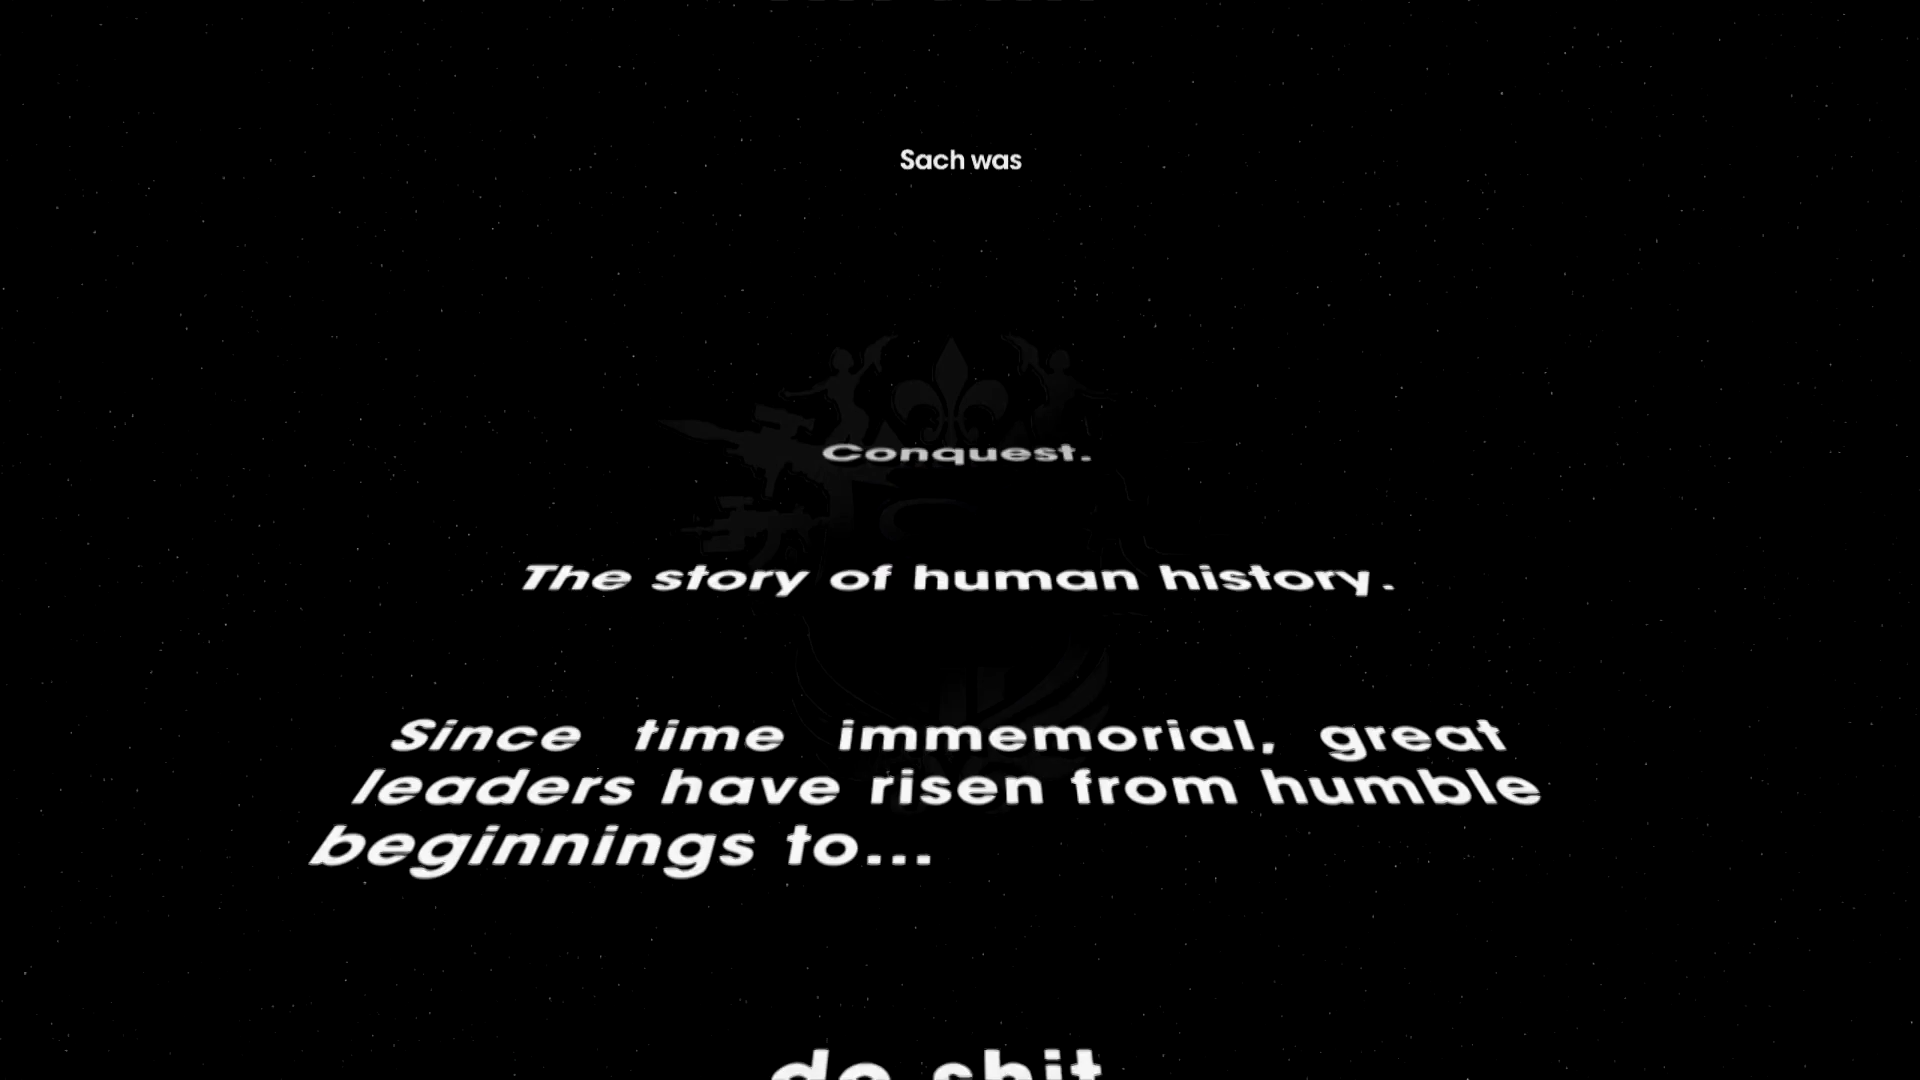 Sach was
Conquest.
The story of human history.
Since time immemorial, great
leaders have risen from humble
beginnings to...
do shit